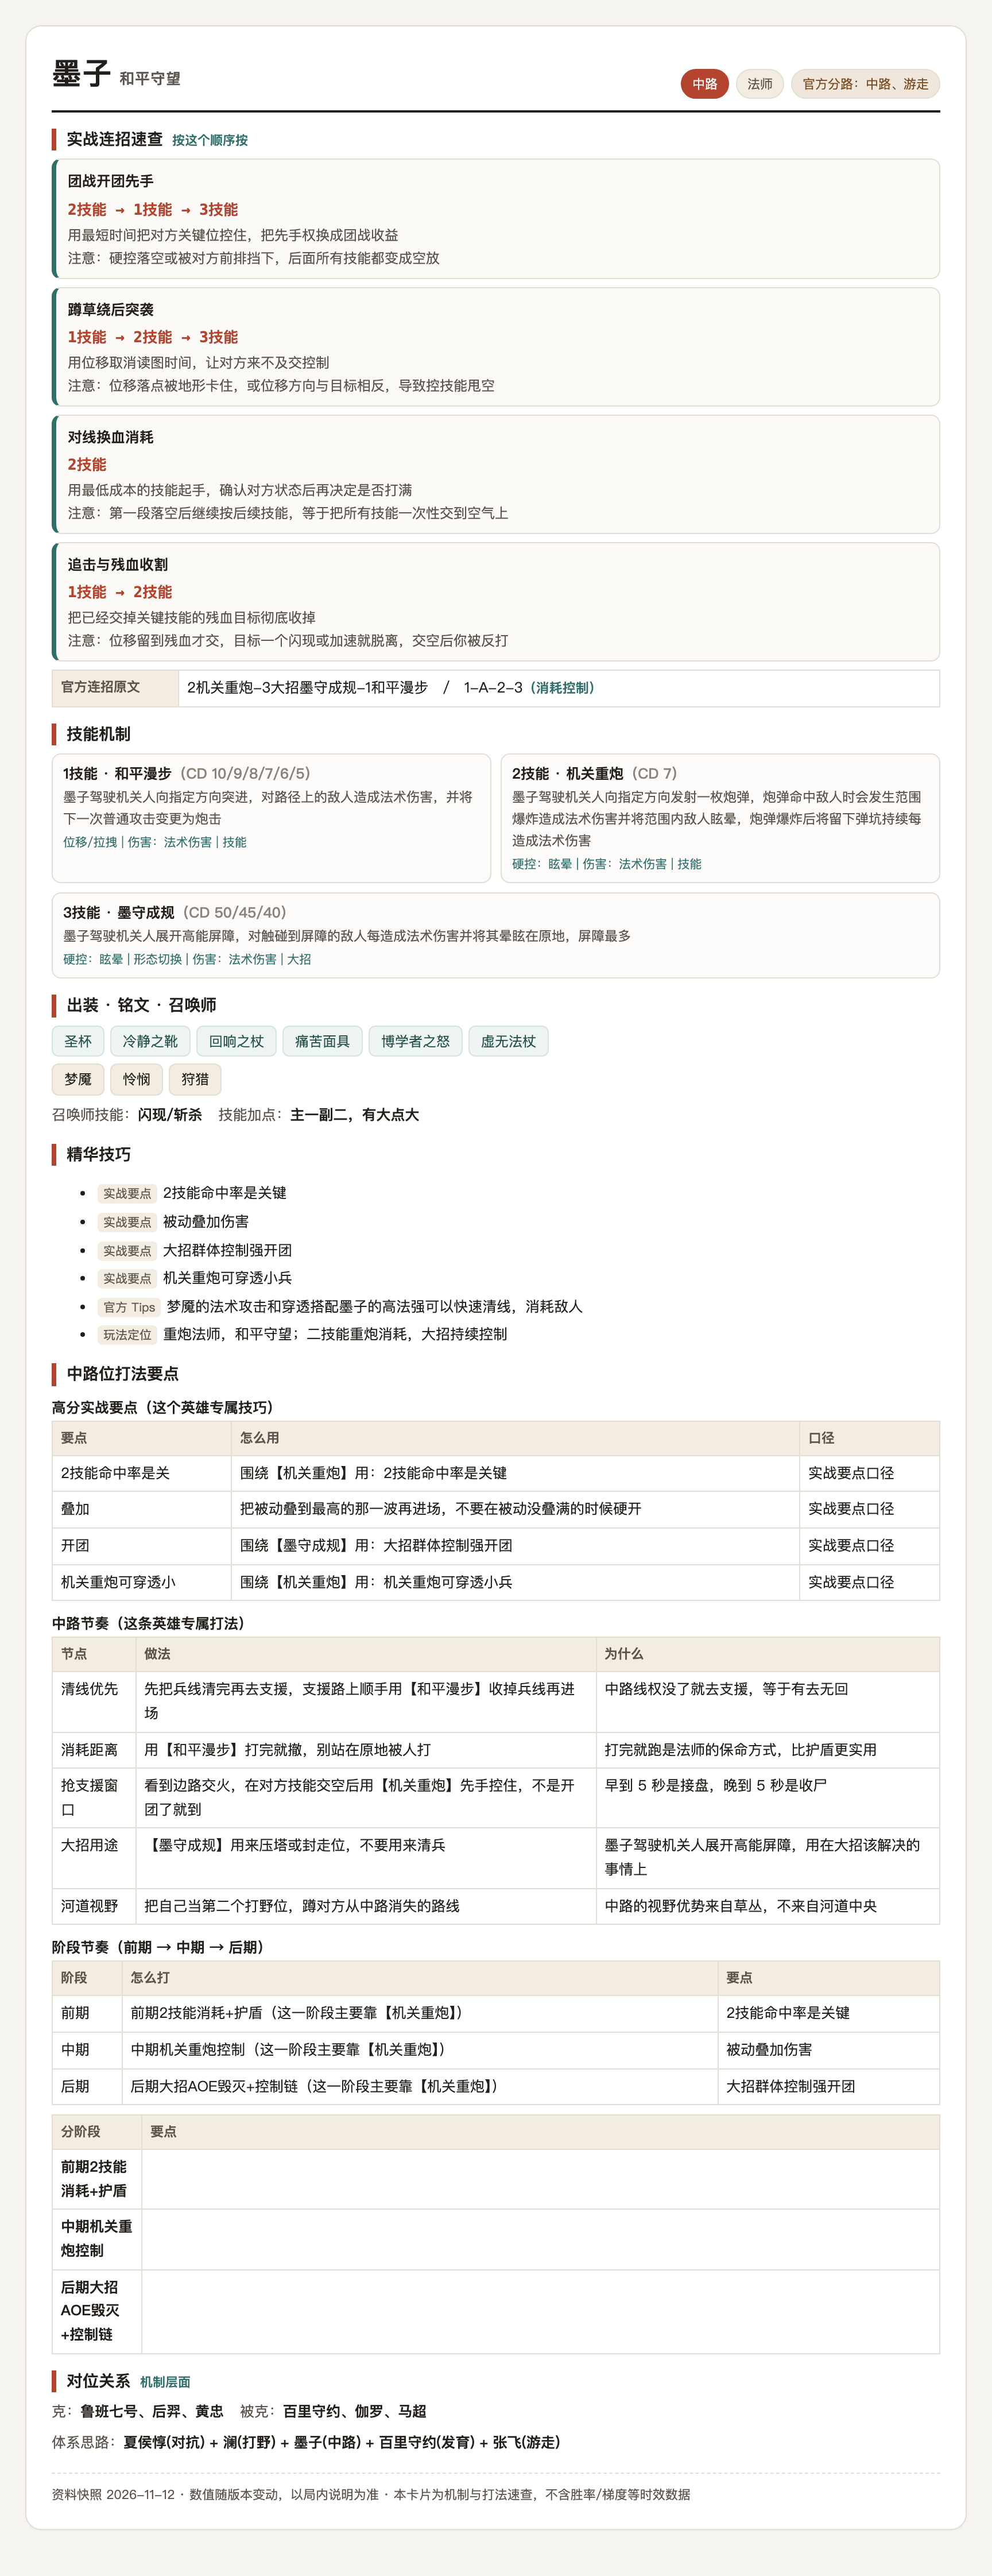 墨子 和平守望
中路 法师 官方分路：中路、游走
实战连招速查 按这个顺序按
团战开团先手
2技能 → 1技能 → 3技能
用最短时间把对方关键位控住，把先手权换成团战收益
注意：硬控落空或被对方前排挡下，后面所有技能都变成空放
蹲草绕后突袭
1技能 → 2技能 → 3技能
用位移取消读图时间，让对方来不及交控制
注意：位移落点被地形卡住，或位移方向与目标相反，导致控技能甩空
对线换血消耗
2技能
用最低成本的技能起手，确认对方状态后再决定是否打满
注意：第一段落空后继续按后续技能，等于把所有技能一次性交到空气上
追击与残血收割
1技能 → 2技能
把已经交掉关键技能的残血目标彻底收掉
注意：位移留到残血才交，目标一个闪现或加速就脱离，交空后你被反打
官方连招原文 2机关重炮–3大招墨守成规–1和平漫步 / 1–A–2–3（消耗控制）
技能机制
1技能 · 和平漫步（CD 10/9/8/7/6/5）
墨子驾驶机关人向指定方向突进，对路径上的敌人造成法术伤害，并将
下一次普通攻击变更为炮击
位移/拉拽 | 伤害：法术伤害 | 技能
2技能 · 机关重炮（CD 7）
墨子驾驶机关人向指定方向发射一枚炮弹，炮弹命中敌人时会发生范围
爆炸造成法术伤害并将范围内敌人眩晕，炮弹爆炸后将留下弹坑持续每
造成法术伤害
硬控：眩晕 | 伤害：法术伤害 | 技能
3技能 · 墨守成规（CD 50/45/40）
墨子驾驶机关人展开高能屏障，对触碰到屏障的敌人每造成法术伤害并将其晕眩在原地，屏障最多
硬控：眩晕 | 形态切换 | 伤害：法术伤害 | 大招
出装 · 铭文 · 召唤师
圣杯 冷静之靴 回响之杖 痛苦面具 博学者之怒 虚无法杖
梦魇 怜悯 狩猎
召唤师技能：闪现/斩杀 技能加点：主一副二，有大点大
精华技巧
• 实战要点 2技能命中率是关键
• 实战要点 被动叠加伤害
• 实战要点 大招群体控制强开团
• 实战要点 机关重炮可穿透小兵
• 官方 Tips 梦魇的法术攻击和穿透搭配墨子的高法强可以快速清线，消耗敌人
• 玩法定位 重炮法师，和平守望；二技能重炮消耗，大招持续控制
中路位打法要点
高分实战要点（这个英雄专属技巧）
要点 怎么用 口径
2技能命中率是关 围绕【机关重炮】用：2技能命中率是关键 实战要点口径
叠加 把被动叠到最高的那一波再进场，不要在被动没叠满的时候硬开 实战要点口径
开团 围绕【墨守成规】用：大招群体控制强开团 实战要点口径
机关重炮可穿透小 围绕【机关重炮】用：机关重炮可穿透小兵 实战要点口径
中路节奏（这条英雄专属打法）
节点 做法 为什么
清线优先 先把兵线清完再去支援，支援路上顺手用【和平漫步】收掉兵线再进
场 中路线权没了就去支援，等于有去无回
消耗距离 用【和平漫步】打完就撤，别站在原地被人打 打完就跑是法师的保命方式，比护盾更实用
抢支援窗
口 看到边路交火，在对方技能交空后用【机关重炮】先手控住，不是开
团了就到 早到 5 秒是接盘，晚到 5 秒是收尸
大招用途 【墨守成规】用来压塔或封走位，不要用来清兵 墨子驾驶机关人展开高能屏障，用在大招该解决的
事情上
河道视野 把自己当第二个打野位，蹲对方从中路消失的路线 中路的视野优势来自草丛，不来自河道中央
阶段节奏（前期 → 中期 → 后期）
阶段 怎么打 要点
前期 前期2技能消耗+护盾（这一阶段主要靠【机关重炮】） 2技能命中率是关键
中期 中期机关重炮控制（这一阶段主要靠【机关重炮】） 被动叠加伤害
后期 后期大招AOE毁灭+控制链（这一阶段主要靠【机关重炮】） 大招群体控制强开团
分阶段 要点
前期2技能
消耗+护盾
中期机关重
炮控制
后期大招
AOE毁灭
+控制链
对位关系 机制层面
克：鲁班七号、后羿、黄忠 被克：百里守约、伽罗、马超
体系思路：夏侯惇(对抗) + 澜(打野) + 墨子(中路) + 百里守约(发育) + 张飞(游走)
资料快照 2026–11–12 · 数值随版本变动，以局内说明为准 · 本卡片为机制与打法速查，不含胜率/梯度等时效数据